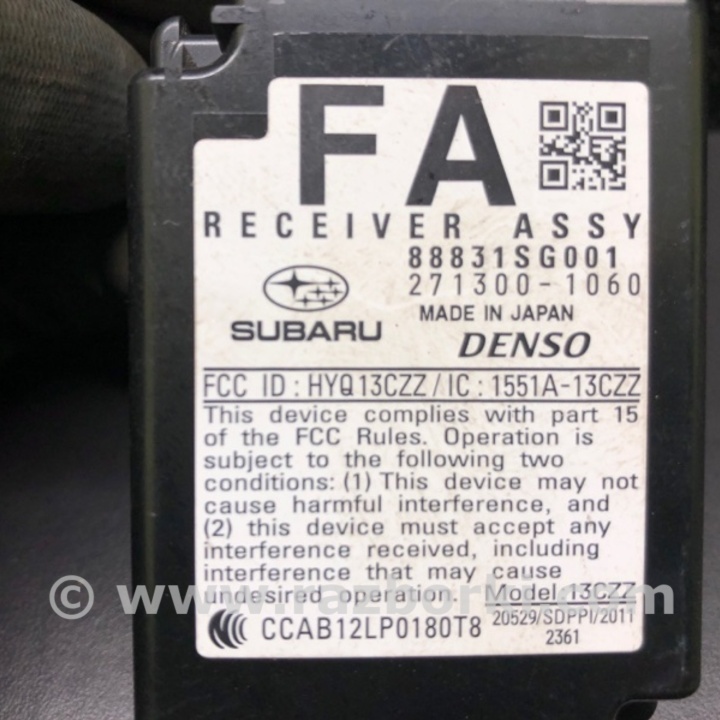 FA
RECEIVER ASSY
88831SG001
271300-1060
SUBARU
MADE IN JAPAN
DENSO
FCC ID : HYQ13CZZ / IC : 1551A-13CZZ
This device complies with part 15
of the FCC Rules. Operation is
subject to the following two
conditions: (1) This device may not
cause harmful interference, and
(2) this device must accept any
interference received, including
interference that may cause
undesired operation. Model 13CZZ
© www.razborti.com
CCAB12LP0180T8
20529/SDPPI/2011
2361